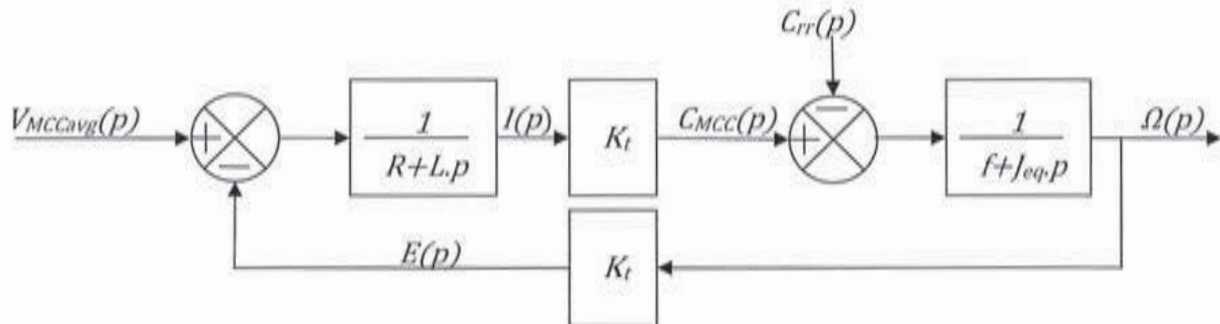 C_rr(p)
V_MCCavg(p)
+
−
1
R+L.p
I(p)
K_t
C_MCC(p)
+
−
1
f+J_eq.p
Ω(p)
E(p)
K_t